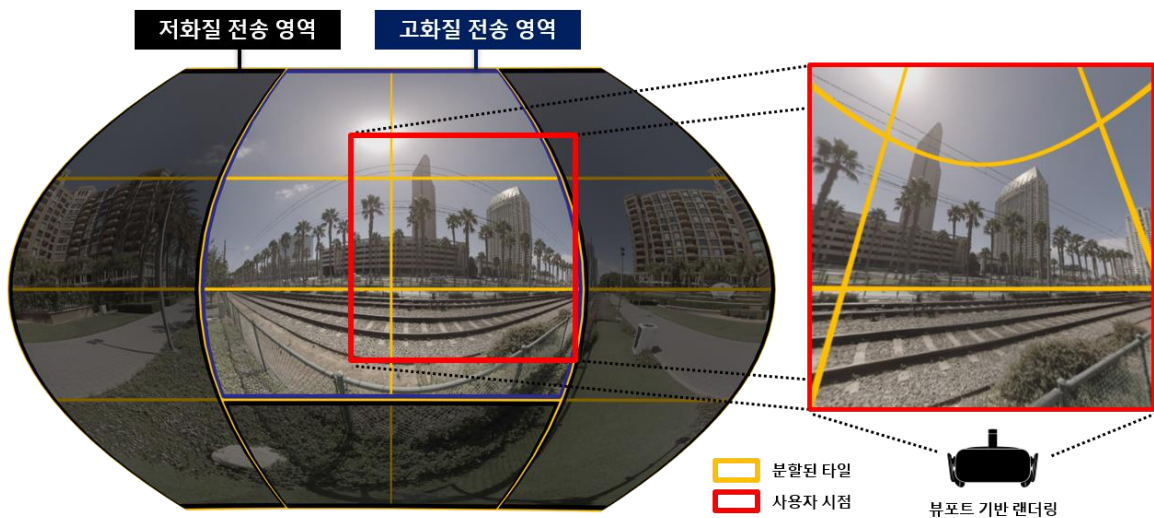 저화질 전송 영역
고화질 전송 영역
분할된 타일
사용자 시점
뷰포트 기반 랜더링